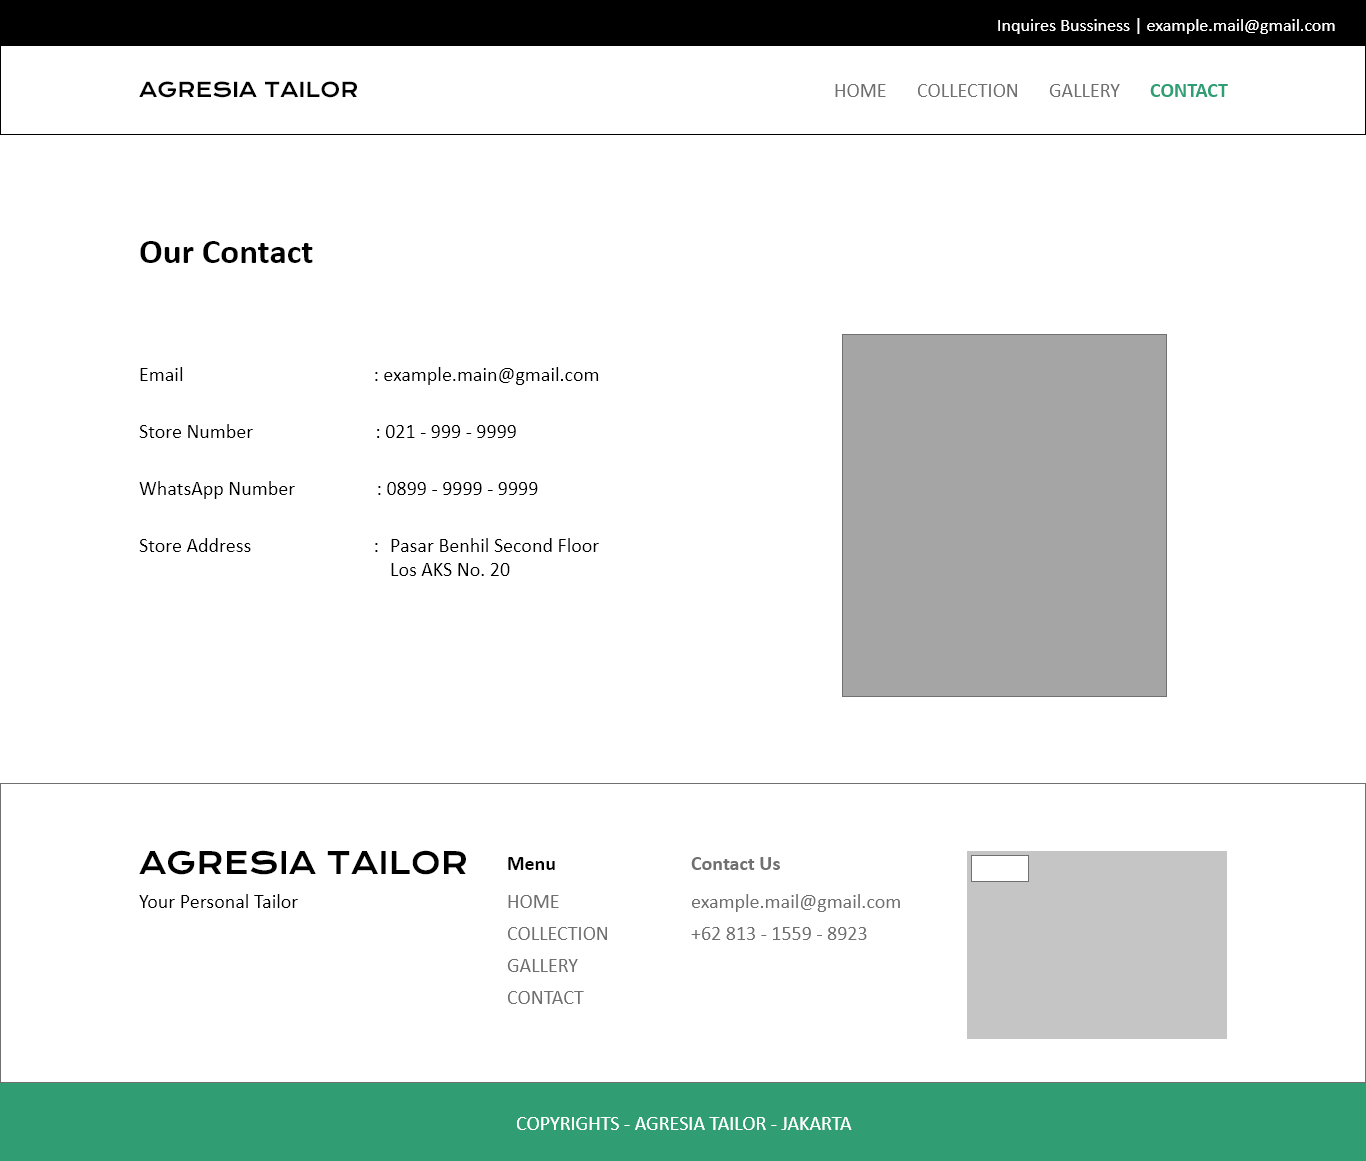 Inquires Bussiness | example.mail@gmail.com
AGRESIA TAILOR
HOME COLLECTION GALLERY CONTACT
Our Contact
Email : example.main@gmail.com
Store Number : 021 - 999 - 9999
WhatsApp Number : 0899 - 9999 - 9999
Store Address : Pasar Benhil Second Floor
Los AKS No. 20
AGRESIA TAILOR
Your Personal Tailor
Menu
HOME
COLLECTION
GALLERY
CONTACT
Contact Us
example.mail@gmail.com
+62 813 - 1559 - 8923
COPYRIGHTS - AGRESIA TAILOR - JAKARTA